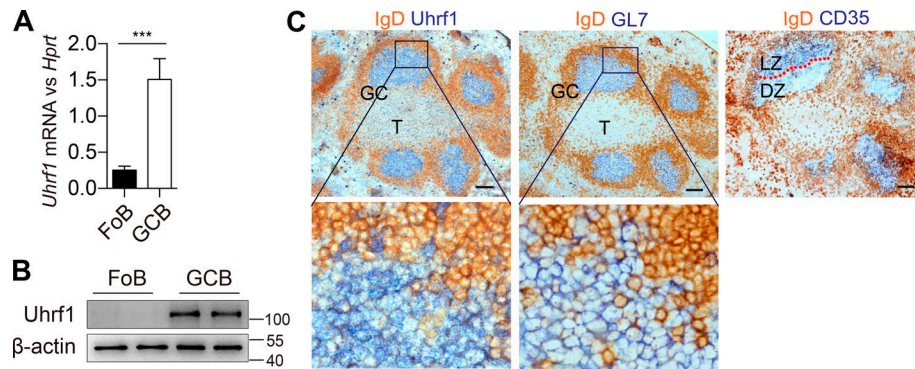 A
Uhrf1 mRNA vs Hprt
2.0
1.5
1.0
0.5
0.0
***
FoB
GCB
B
FoB GCB
Uhrf1
100
β-actin
55
40
C
IgD Uhrf1
GC
T
IgD GL7
GC
T
IgD CD35
LZ
DZ